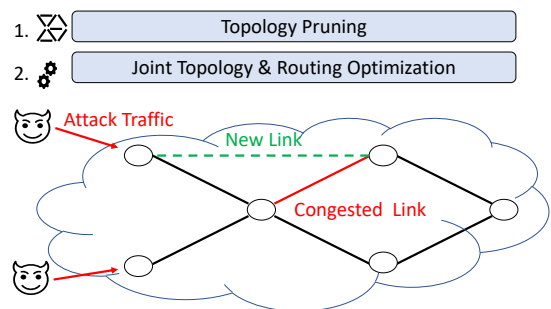 1. Topology Pruning
2. Joint Topology & Routing Optimization
Attack Traffic
New Link
Congested Link